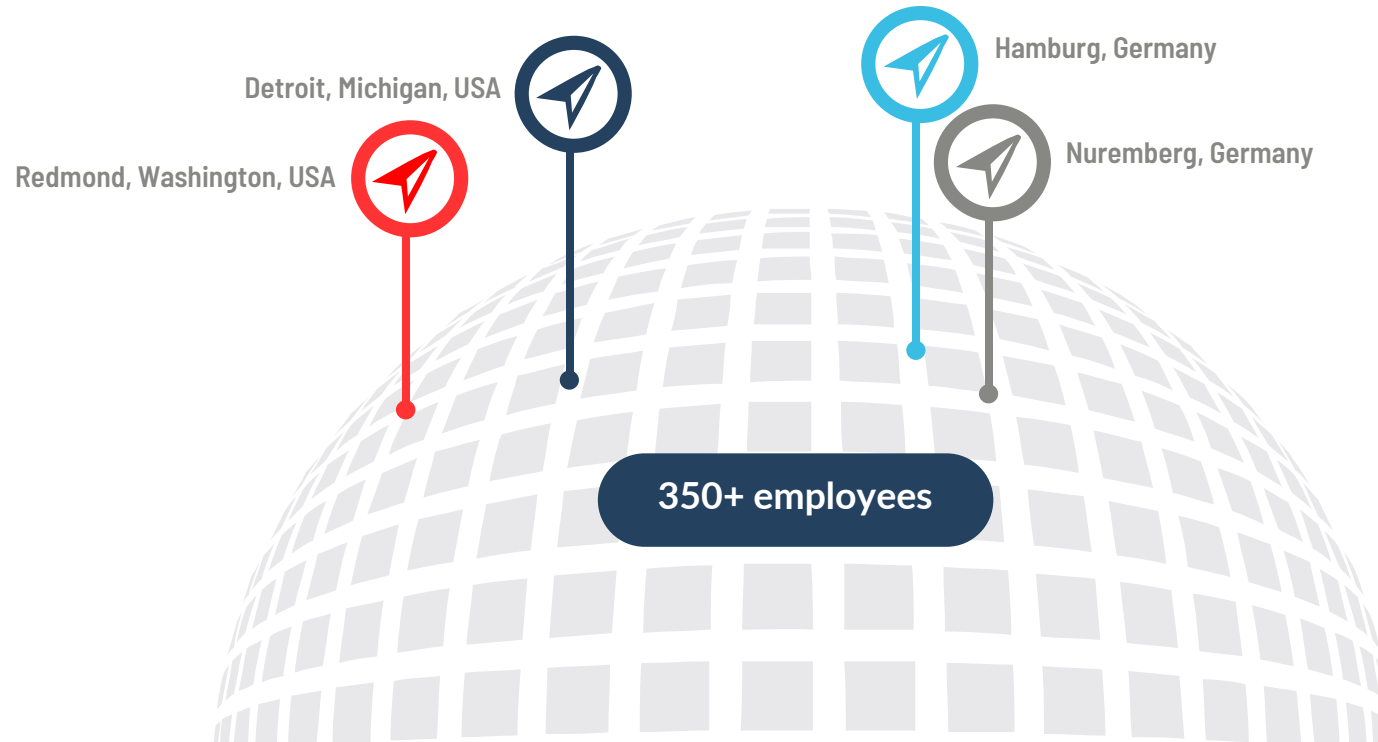 Hamburg, Germany
Detroit, Michigan, USA
Nuremberg, Germany
Redmond, Washington, USA
350+ employees